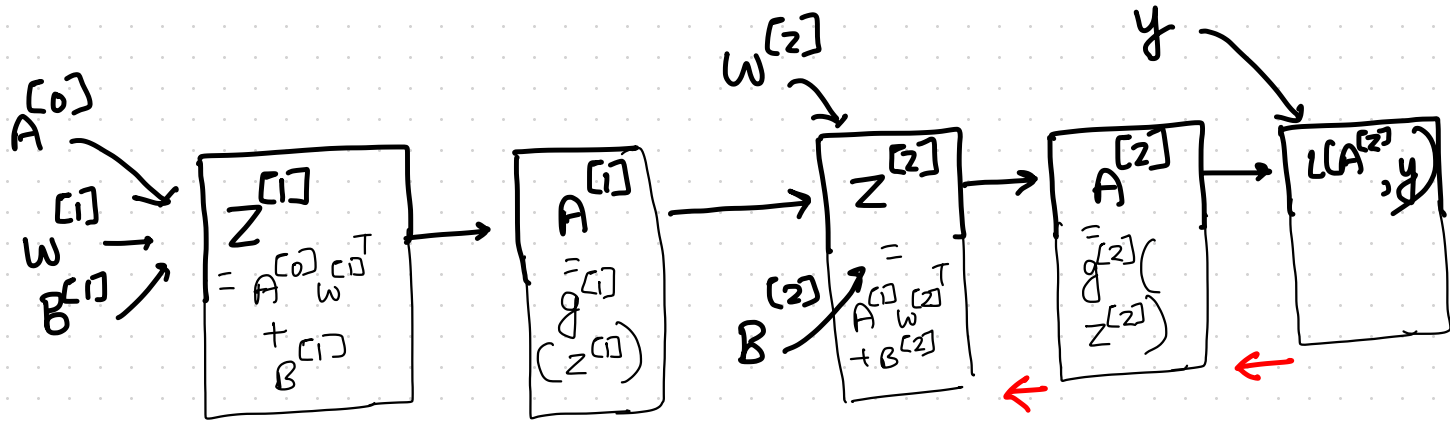 A^[0]
W^[1]
B^[1]
Z^[1]
= A^[0] W^[1]^T
+
B^[1]
A^[1]
=
g^[1]
(Z^[1])
W^[2]
B^[2]
Z^[2]
=
A^[1] W^[2]^T
+ B^[2]
A^[2]
=
g^[2](
Z^[2])
y
L(A^[2]
, y)